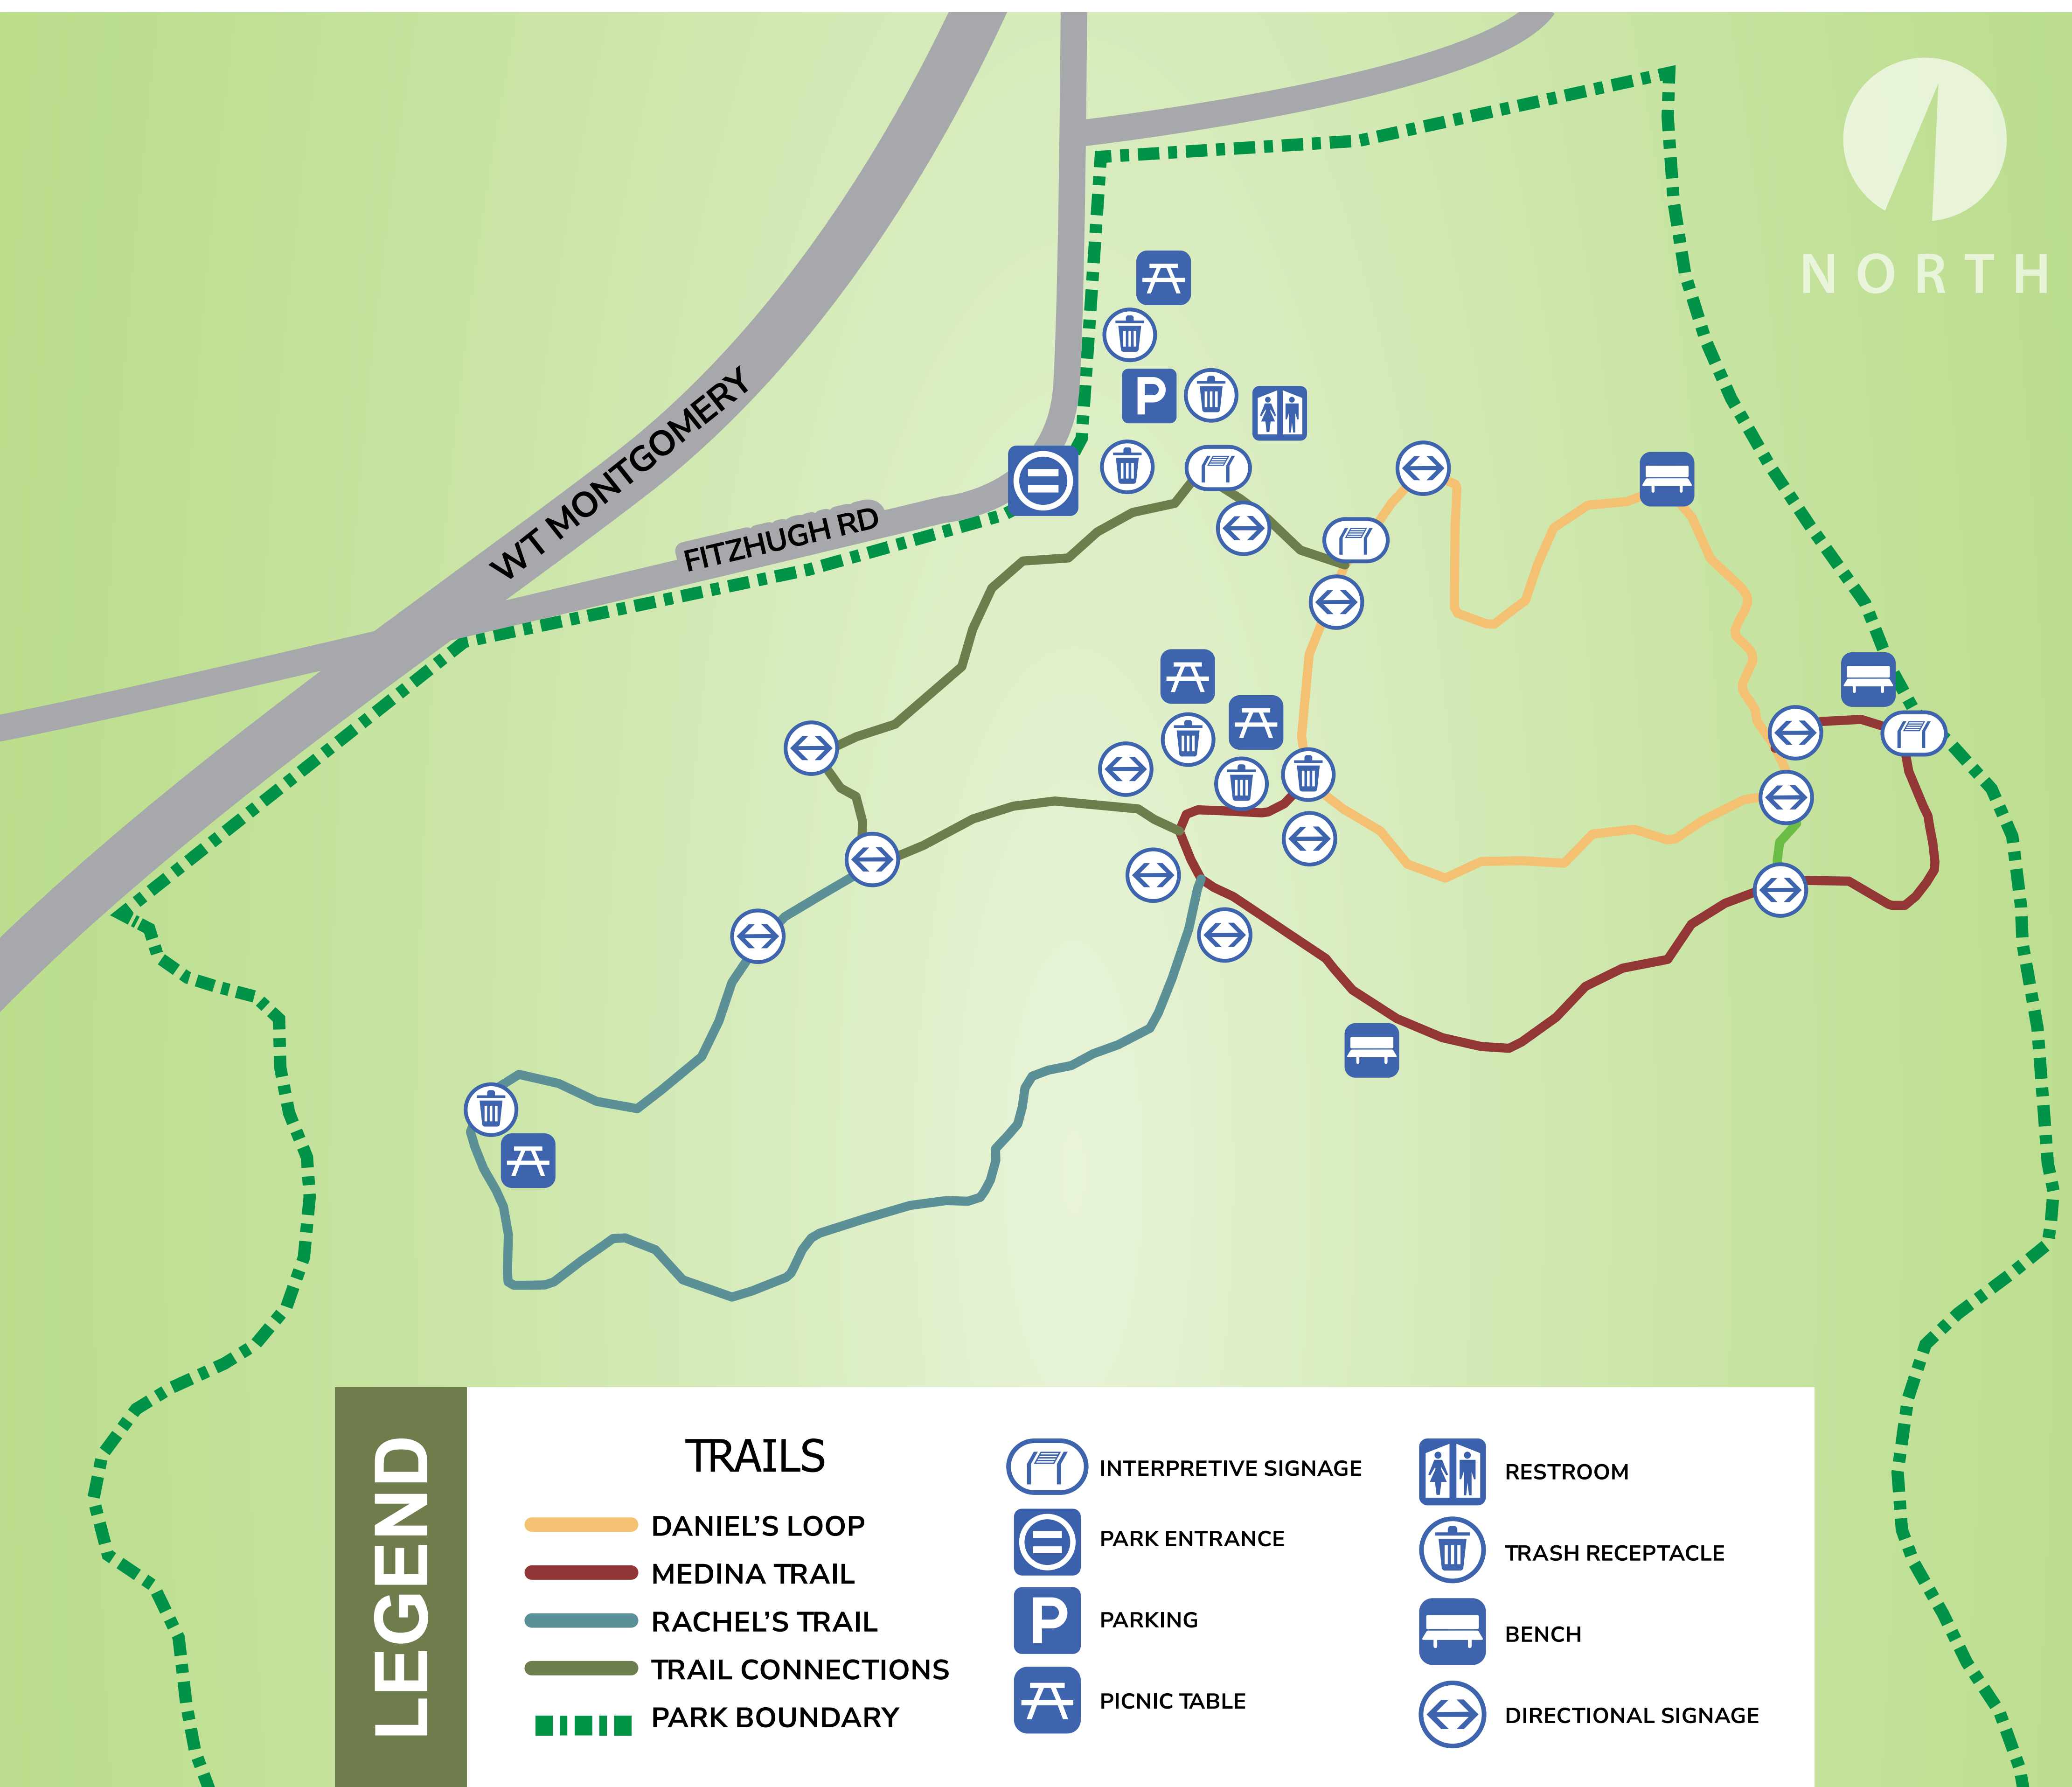 NORTH
WT MONTGOMERY
FITZHUGH RD
P
LEGEND
TRAILS
DANIEL’S LOOP
MEDINA TRAIL
RACHEL’S TRAIL
TRAIL CONNECTIONS
PARK BOUNDARY
INTERPRETIVE SIGNAGE
PARK ENTRANCE
P PARKING
PICNIC TABLE
RESTROOM
TRASH RECEPTACLE
BENCH
DIRECTIONAL SIGNAGE